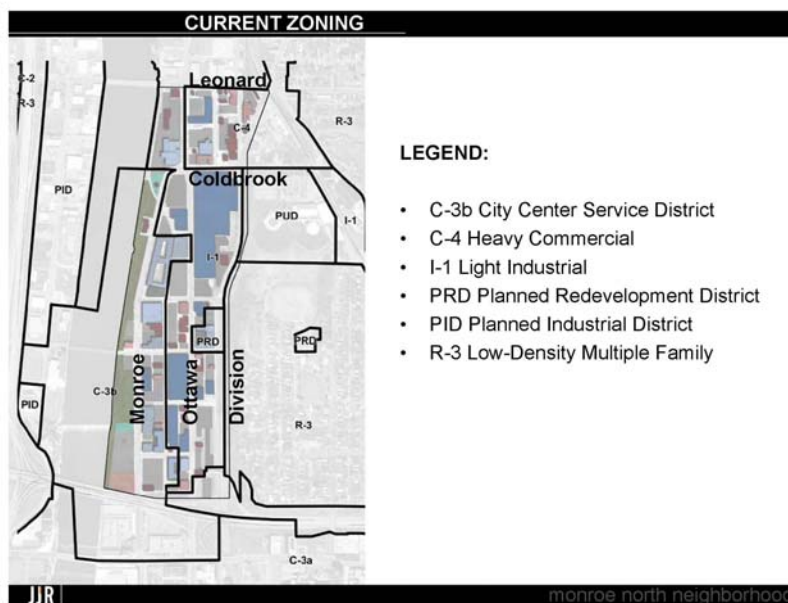 CURRENT ZONING
Leonard
C-2
R-3
C-4
R-3
PID
Coldbrook
PUD
I-1
I-1
PRD
PRD
C-3b
Monroe
Ottawa
Division
PID
R-3
C-3a
LEGEND:
• C-3b City Center Service District
• C-4 Heavy Commercial
• I-1 Light Industrial
• PRD Planned Redevelopment District
• PID Planned Industrial District
• R-3 Low-Density Multiple Family
JJR
monroe north neighborhood